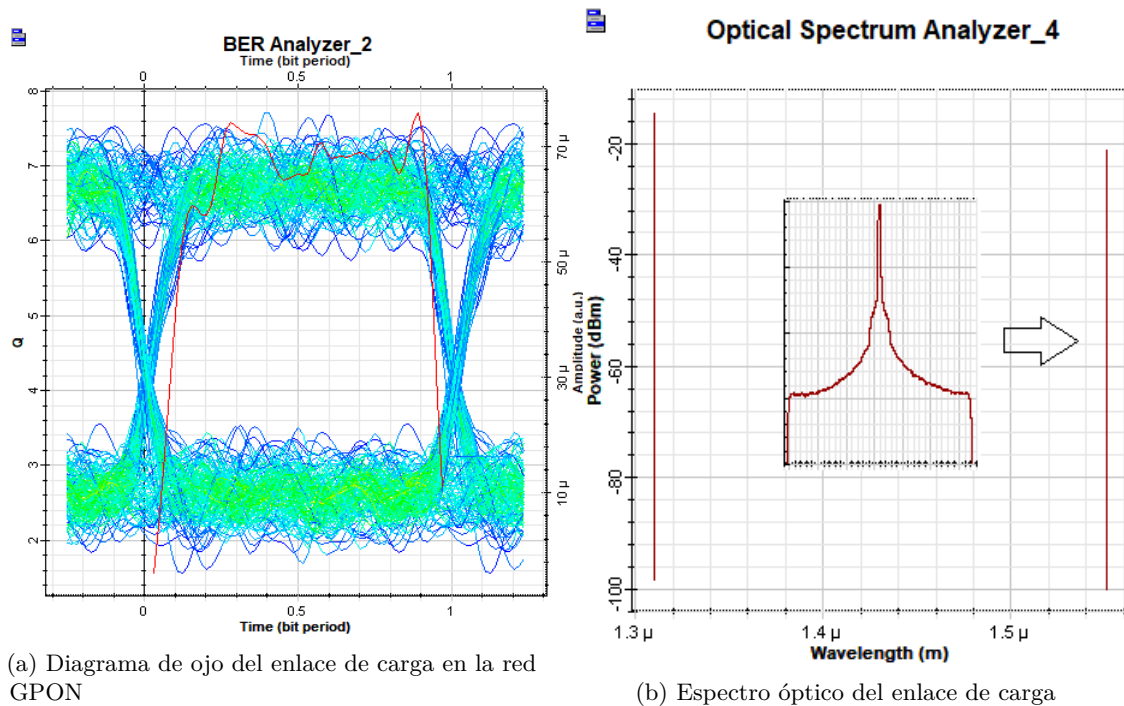 BER Analyzer_2
Time (bit period)
0 0.5 1
8
7
6
5
4
3
2
Q
70 µ
50 µ
30 µ
10 µ
Amplitude (a.u.)
0 0.5 1
Time (bit period)
(a) Diagrama de ojo del enlace de carga en la red
GPON
Optical Spectrum Analyzer_4
-20
-40
-60
-80
-100
Power (dBm)
1.3 µ 1.4 µ 1.5 µ
Wavelength (m)
(b) Espectro óptico del enlace de carga